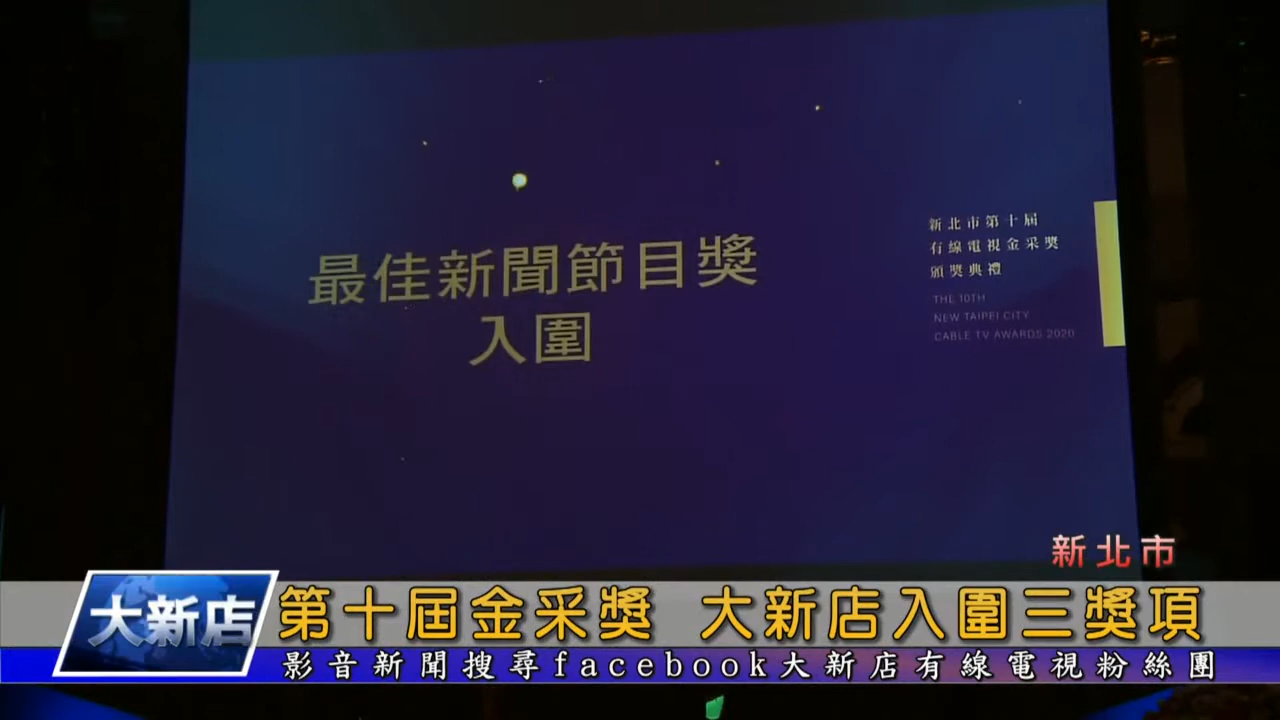 最佳新聞節目獎
入圍
新北市第十屆
有線電視金采獎
頒獎典禮
THE 10TH
NEW TAIPEI CITY
CABLE TV AWARDS 2020
新北市
大新店
第十屆金采獎 大新店入圍三獎項
影音新聞搜尋facebook大新店有線電視粉絲團